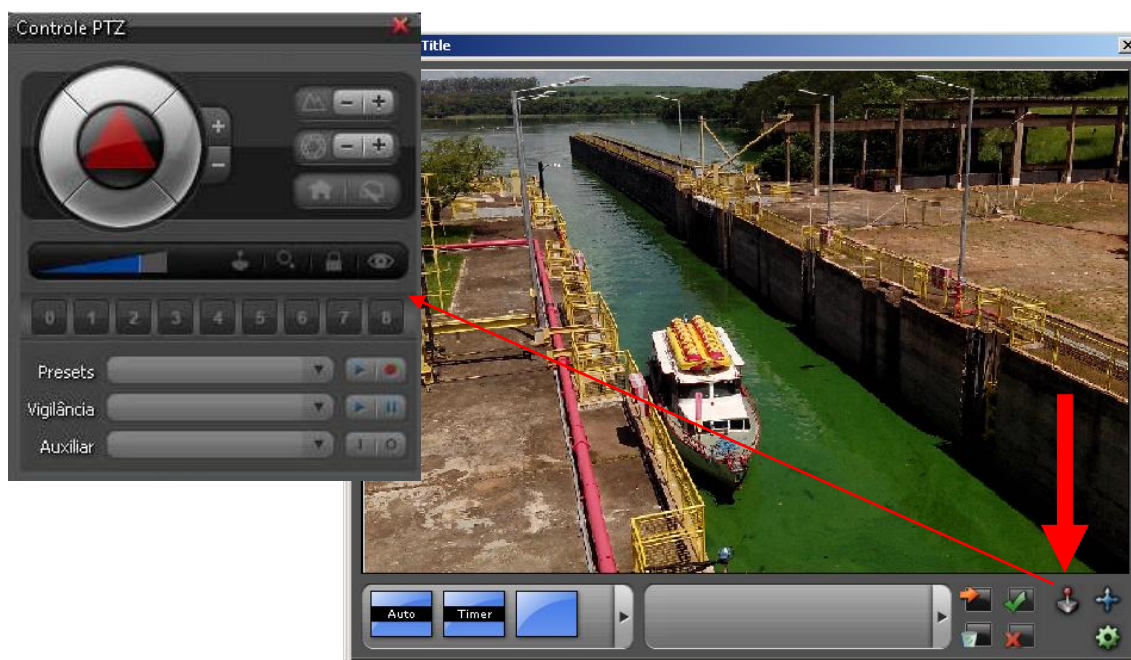 Controle PTZ
Title
0 1 2 3 4 5 6 7 8
Presets
Vigilância
Auxiliar
Auto Timer